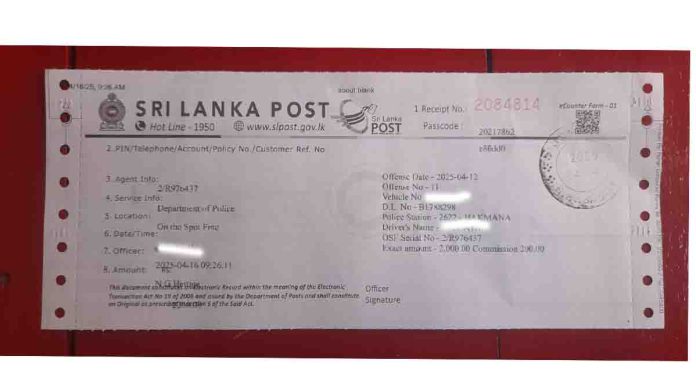 about:blank
SRI LANKA POST
Hot Line - 1950
www.slpost.gov.lk
Sri Lanka
POST
1 Receipt No.: 2084814
Passcode : 20217862
eCounter Form - 01
2. PIN/Telephone/Account/Policy No./Customer Ref. No
3. Agent Info:
2/R976437
4. Service Info:
Department of Police
5. Location:
On the Spot Fine
6. Date/Time:
7. Officer:
2025-04-16 09:26:11
8. Amount:
Offense Date - 2025-04-12
Offense No - 11
Vehicle No
D.L. No - B1788298
Police Station - 2622 - HAKMANA
Driver's Name -
OSF Serial No - 2/R976437
Exact amount - 2,000.00 Commission 200.00
This document constitutes an Electronic Record within the meaning of the Electronic
Transaction Act No 19 of 2006 and issued by the Department of Posts and shall constitute
an Original as prescribed in Section 5 of the Said Act.
Officer
Signature